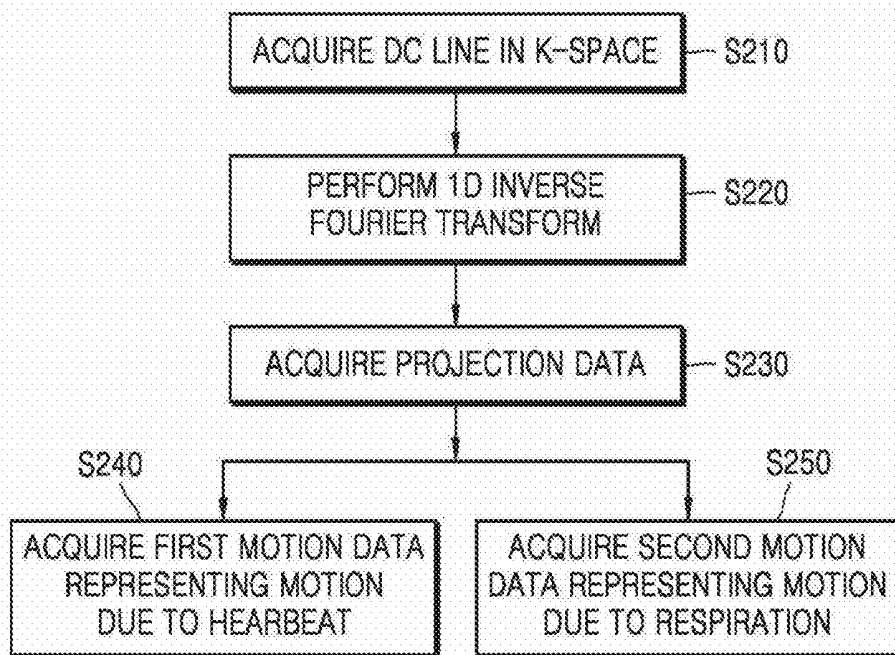 ACQUIRE DC LINE IN K-SPACE
S210
PERFORM 1D INVERSE
FOURIER TRANSFORM
S220
ACQUIRE PROJECTION DATA
S230
S240
ACQUIRE FIRST MOTION DATA
REPRESENTING MOTION
DUE TO HEARBEAT
S250
ACQUIRE SECOND MOTION
DATA REPRESENTING MOTION
DUE TO RESPIRATION